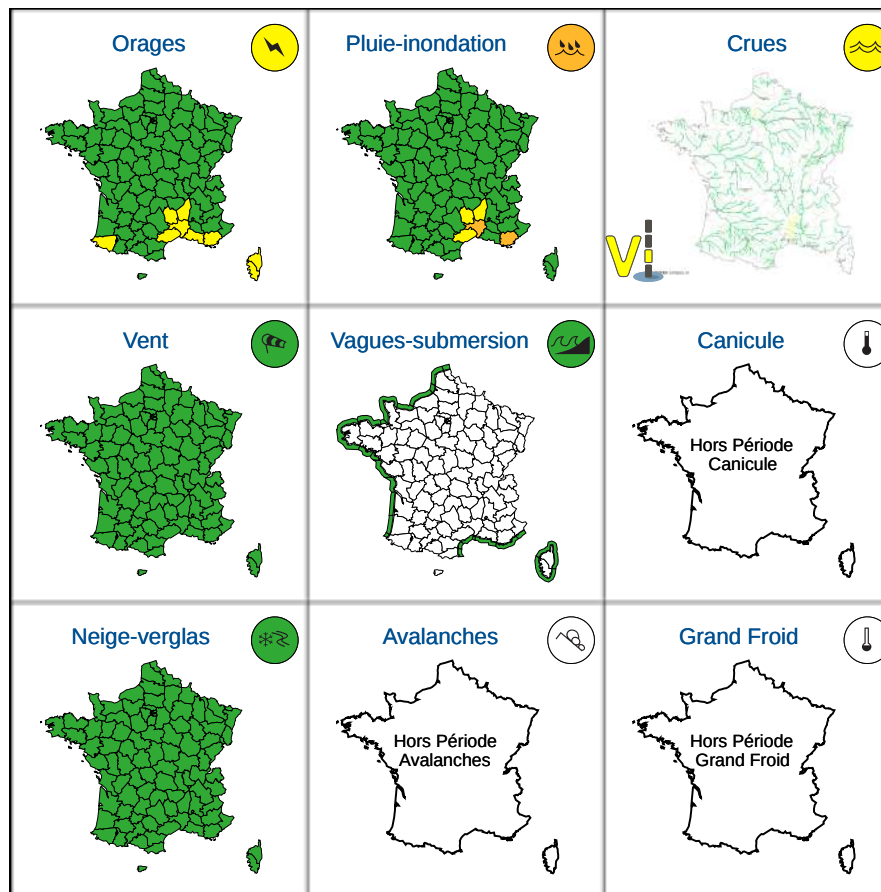 Orages
Pluie-inondation
Crues
Vi
Vent
Vagues-submersion
Canicule
Hors Période
Canicule
Neige-verglas
Avalanches
Grand Froid
Hors Période
Avalanches
Hors Période
Grand Froid